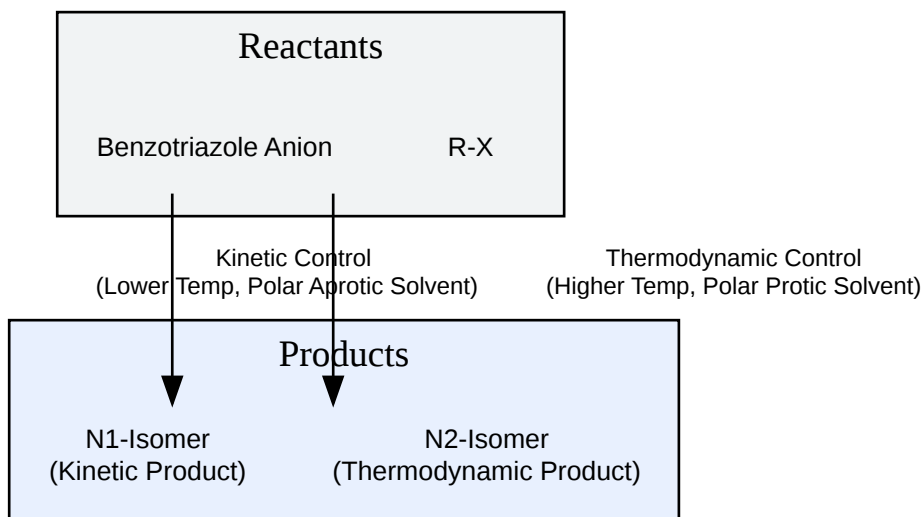 Reactants
Benzotriazole Anion
R-X
Kinetic Control
(Lower Temp, Polar Aprotic Solvent)
Thermodynamic Control
(Higher Temp, Polar Protic Solvent)
Products
N1-Isomer
(Kinetic Product)
N2-Isomer
(Thermodynamic Product)